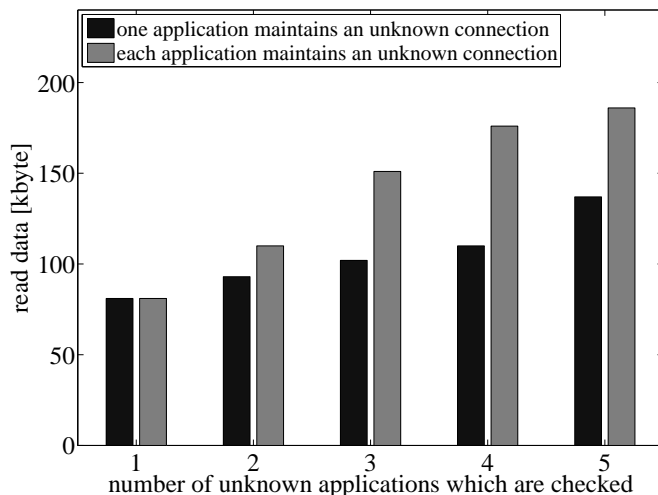 one application maintains an unknown connection
each application maintains an unknown connection
200
150
100
50
0
read data [kbyte]
1 2 3 4 5
number of unknown applications which are checked